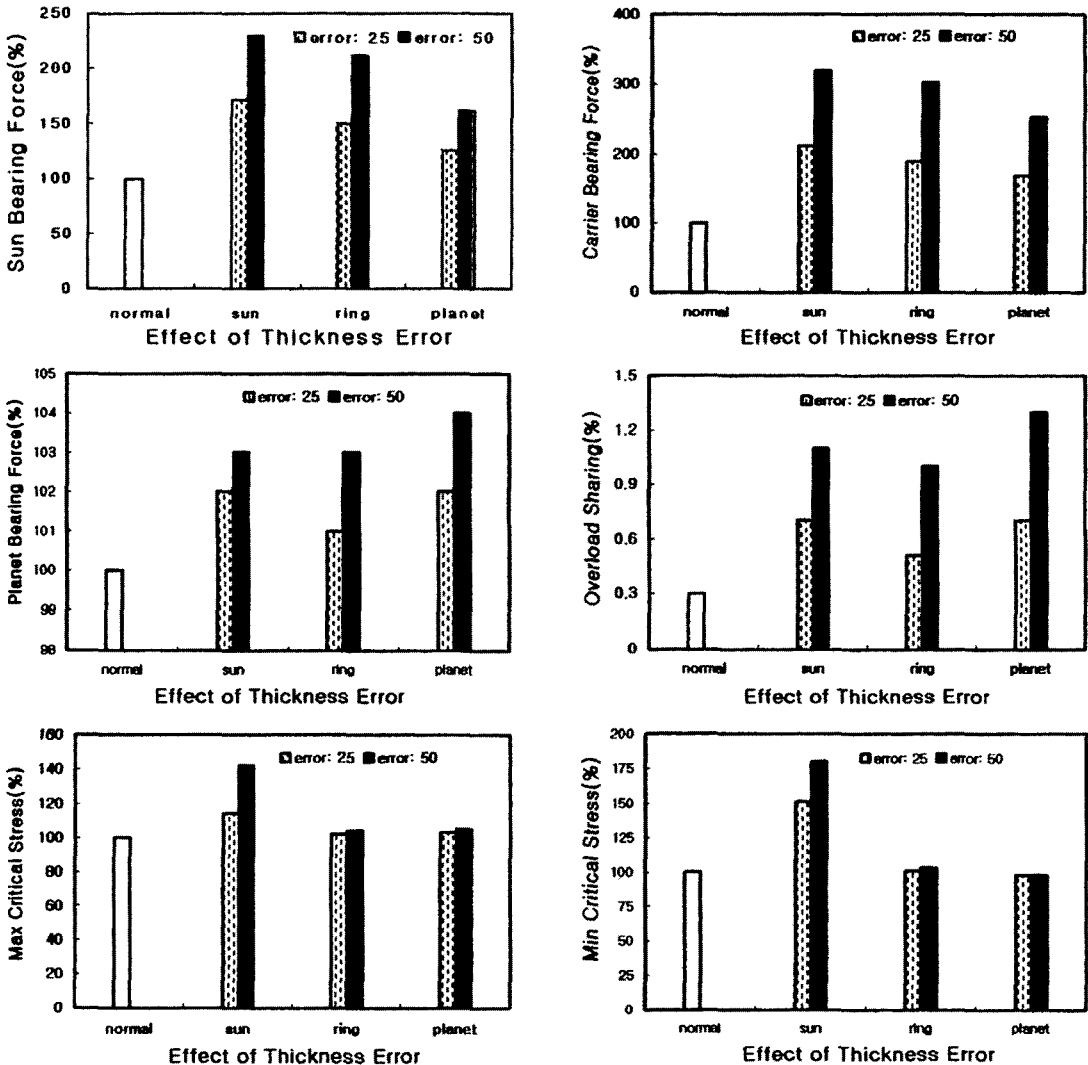 Sun Bearing Force(%)
250
200
150
100
50
0
error: 25 error: 50
normal sun ring planet
Effect of Thickness Error
Carrier Bearing Force(%)
400
300
200
100
0
error: 25 error: 50
normal sun ring planet
Effect of Thickness Error
Planet Bearing Force(%)
105
104
103
102
101
100
99
98
error: 25 error: 50
normal sun ring planet
Effect of Thickness Error
Overload Sharing(%)
1.5
1.2
0.9
0.6
0.3
0
error: 25 error: 50
normal sun ring planet
Effect of Thickness Error
Max Critical Stress(%)
160
140
120
100
80
60
40
20
0
error: 25 error: 50
normal sun ring planet
Effect of Thickness Error
Min Critical Stress(%)
200
175
150
125
100
75
50
25
0
error: 25 error: 50
normal sun ring planet
Effect of Thickness Error